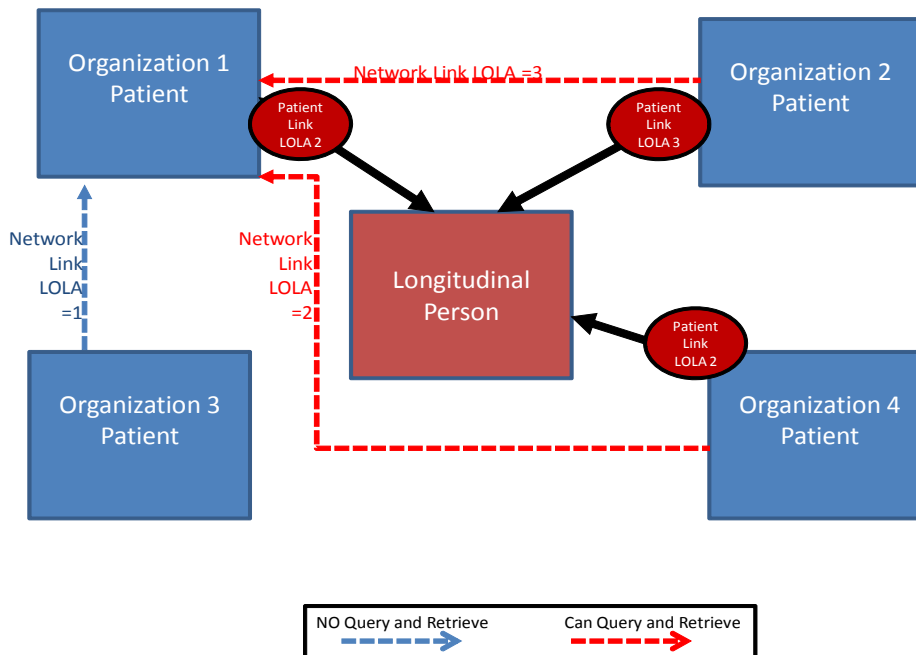 Organization 1
Patient
Network Link LOLA =3
Organization 2
Patient
Patient
Link
LOLA 2
Patient
Link
LOLA 3
Network
Link
LOLA
=1
Network
Link
LOLA
=2
Longitudinal
Person
Patient
Link
LOLA 2
Organization 3
Patient
Organization 4
Patient
NO Query and Retrieve
Can Query and Retrieve